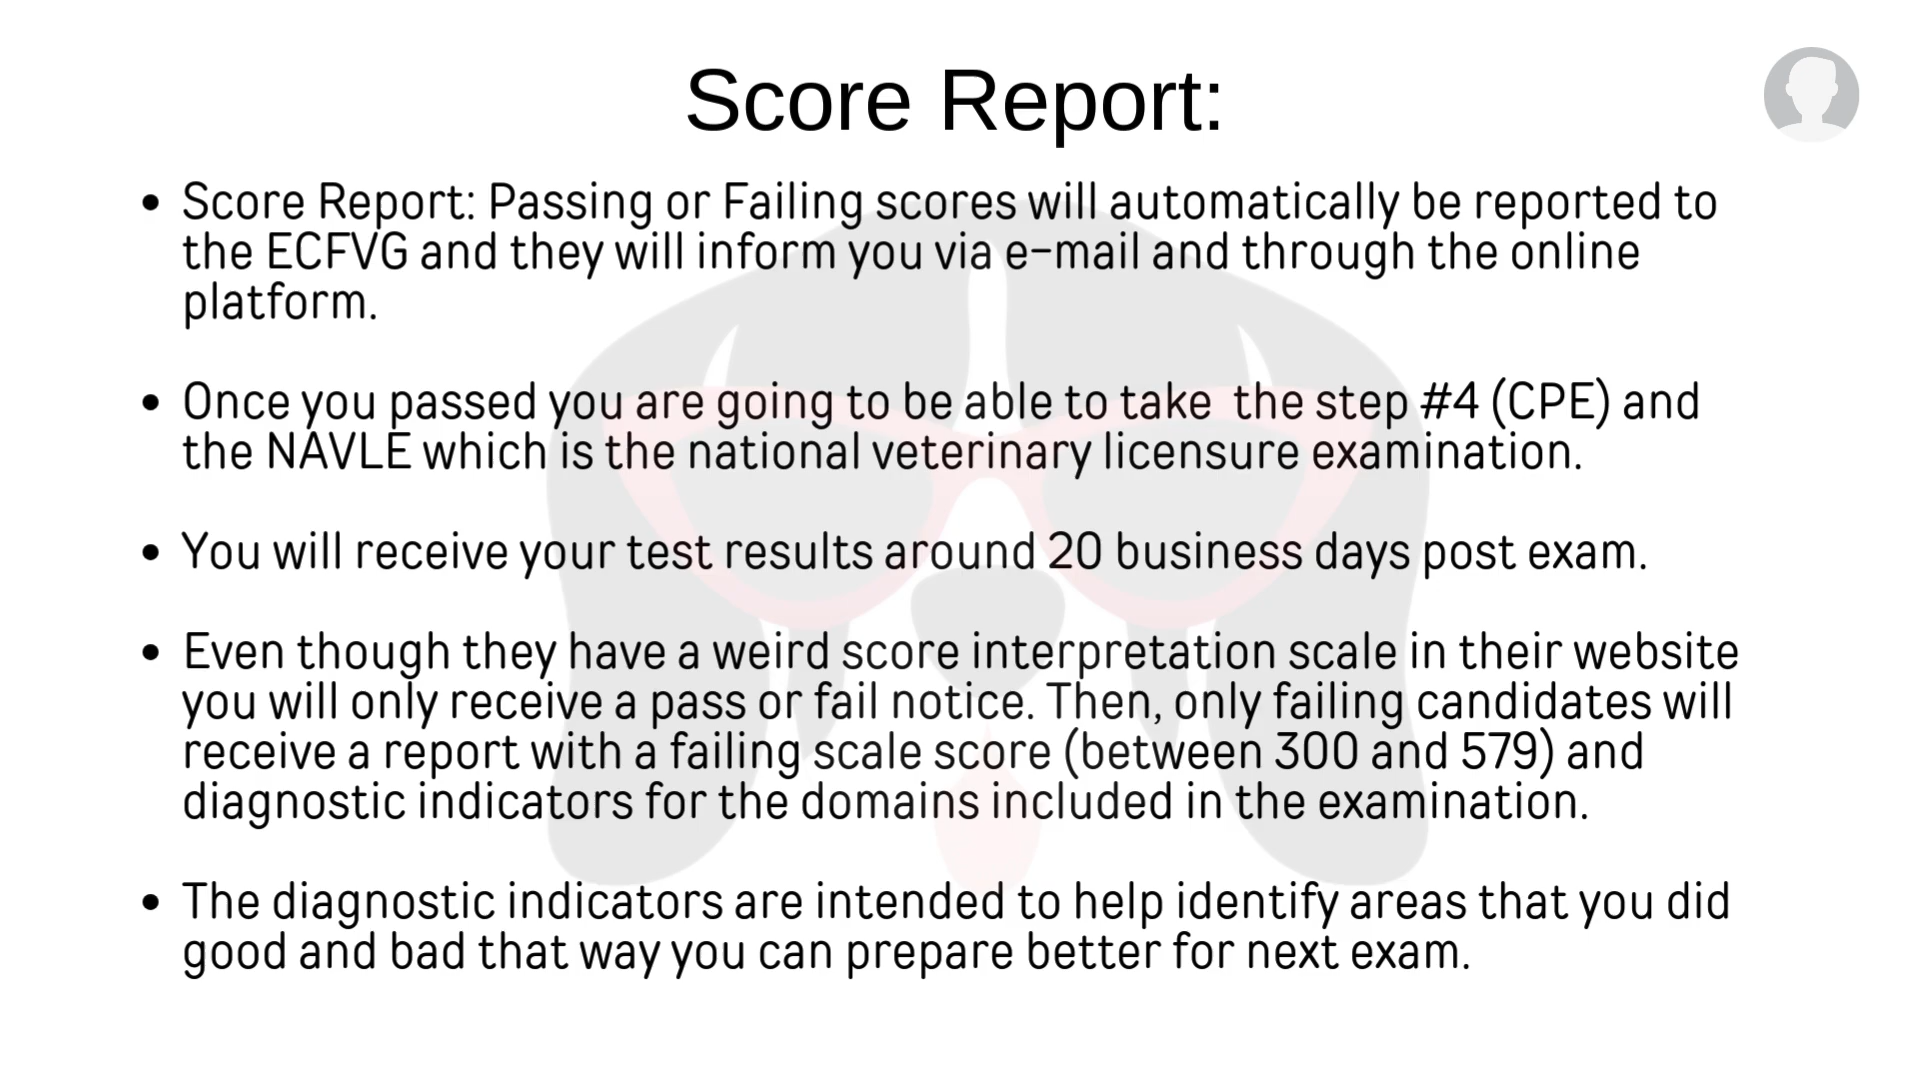 Score Report:
• Score Report: Passing or Failing scores will automatically be reported to
the ECFVG and they will inform you via e-mail and through the online
platform.
• Once you passed you are going to be able to take  the step #4 (CPE) and
the NAVLE which is the national veterinary licensure examination.
• You will receive your test results around 20 business days post exam.
• Even though they have a weird score interpretation scale in their website
you will only receive a pass or fail notice. Then, only failing candidates will
receive a report with a failing scale score (between 300 and 579) and
diagnostic indicators for the domains included in the examination.
• The diagnostic indicators are intended to help identify areas that you did
good and bad that way you can prepare better for next exam.